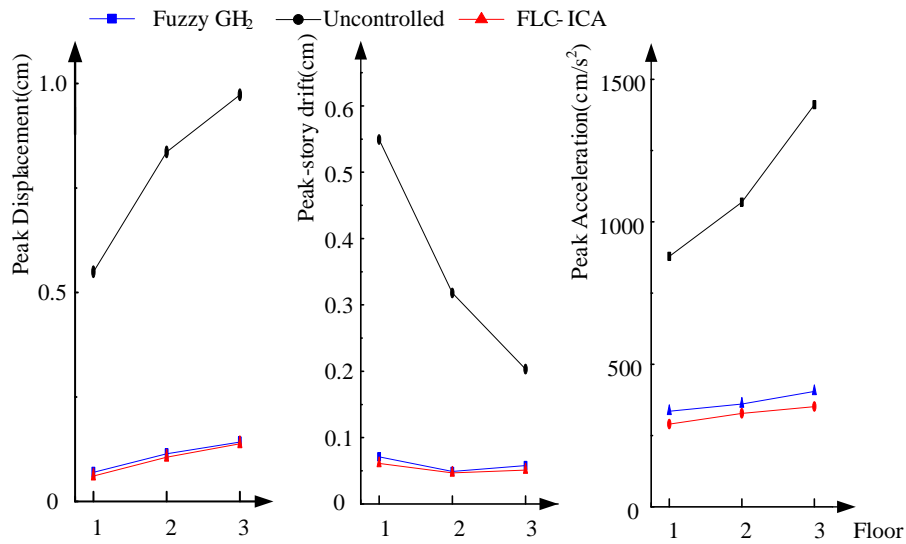 Fuzzy GH₂ Uncontrolled FLC-ICA
Peak Displacement(cm)
1.0
0.5
0
1 2 3
Peak-story drift(cm)
0.6
0.5
0.4
0.3
0.2
0.1
0
1 2 3
Peak Acceleration(cm/s²)
1500
1000
500
0
1 2 3 Floor